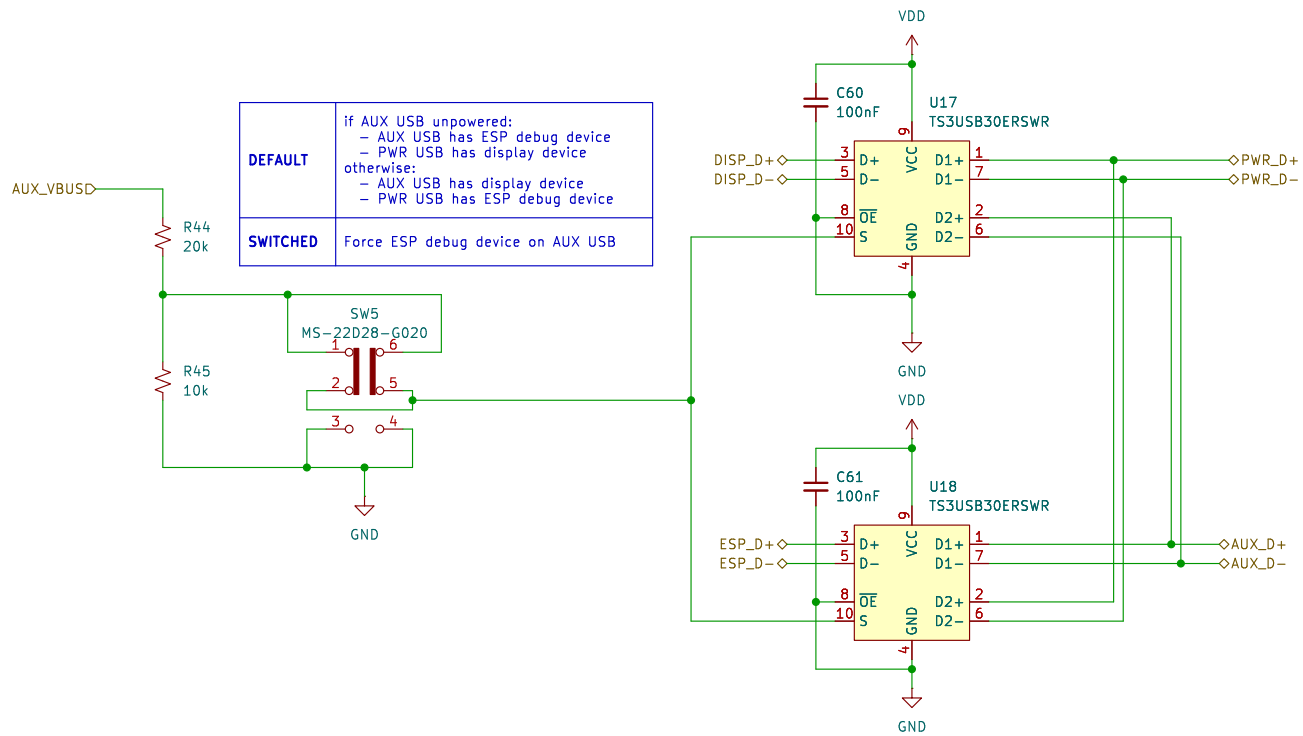 AUX_VBUS
R44
20k
R45
10k
DEFAULT
if AUX USB unpowered:
– AUX USB has ESP debug device
– PWR USB has display device
otherwise:
– AUX USB has display device
– PWR USB has ESP debug device
SWITCHED
Force ESP debug device on AUX USB
SW5
MS-22D28-G020
1
6
2
5
3
4
GND
VDD
C60
100nF
U17
TS3USB30ERSWR
9
VCC
DISP_D+
3
D+
D1+
1
PWR_D+
DISP_D-
5
D-
D1-
7
PWR_D-
8
OE
D2+
2
10
S
D2-
6
GND
4
GND
VDD
C61
100nF
U18
TS3USB30ERSWR
9
VCC
ESP_D+
3
D+
D1+
1
AUX_D+
ESP_D-
5
D-
D1-
7
AUX_D-
8
OE
D2+
2
10
S
D2-
6
GND
4
GND